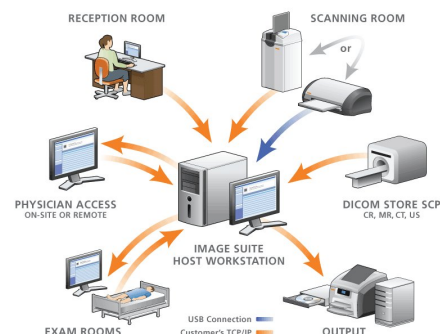 RECEPTION ROOM
SCANNING ROOM
or
PHYSICIAN ACCESS
ON-SITE OR REMOTE
DICOM STORE SCP
CR, MR, CT, US
IMAGE SUITE
HOST WORKSTATION
EXAM ROOMS
USB Connection
Customer's TCP/IP
OUTPUT